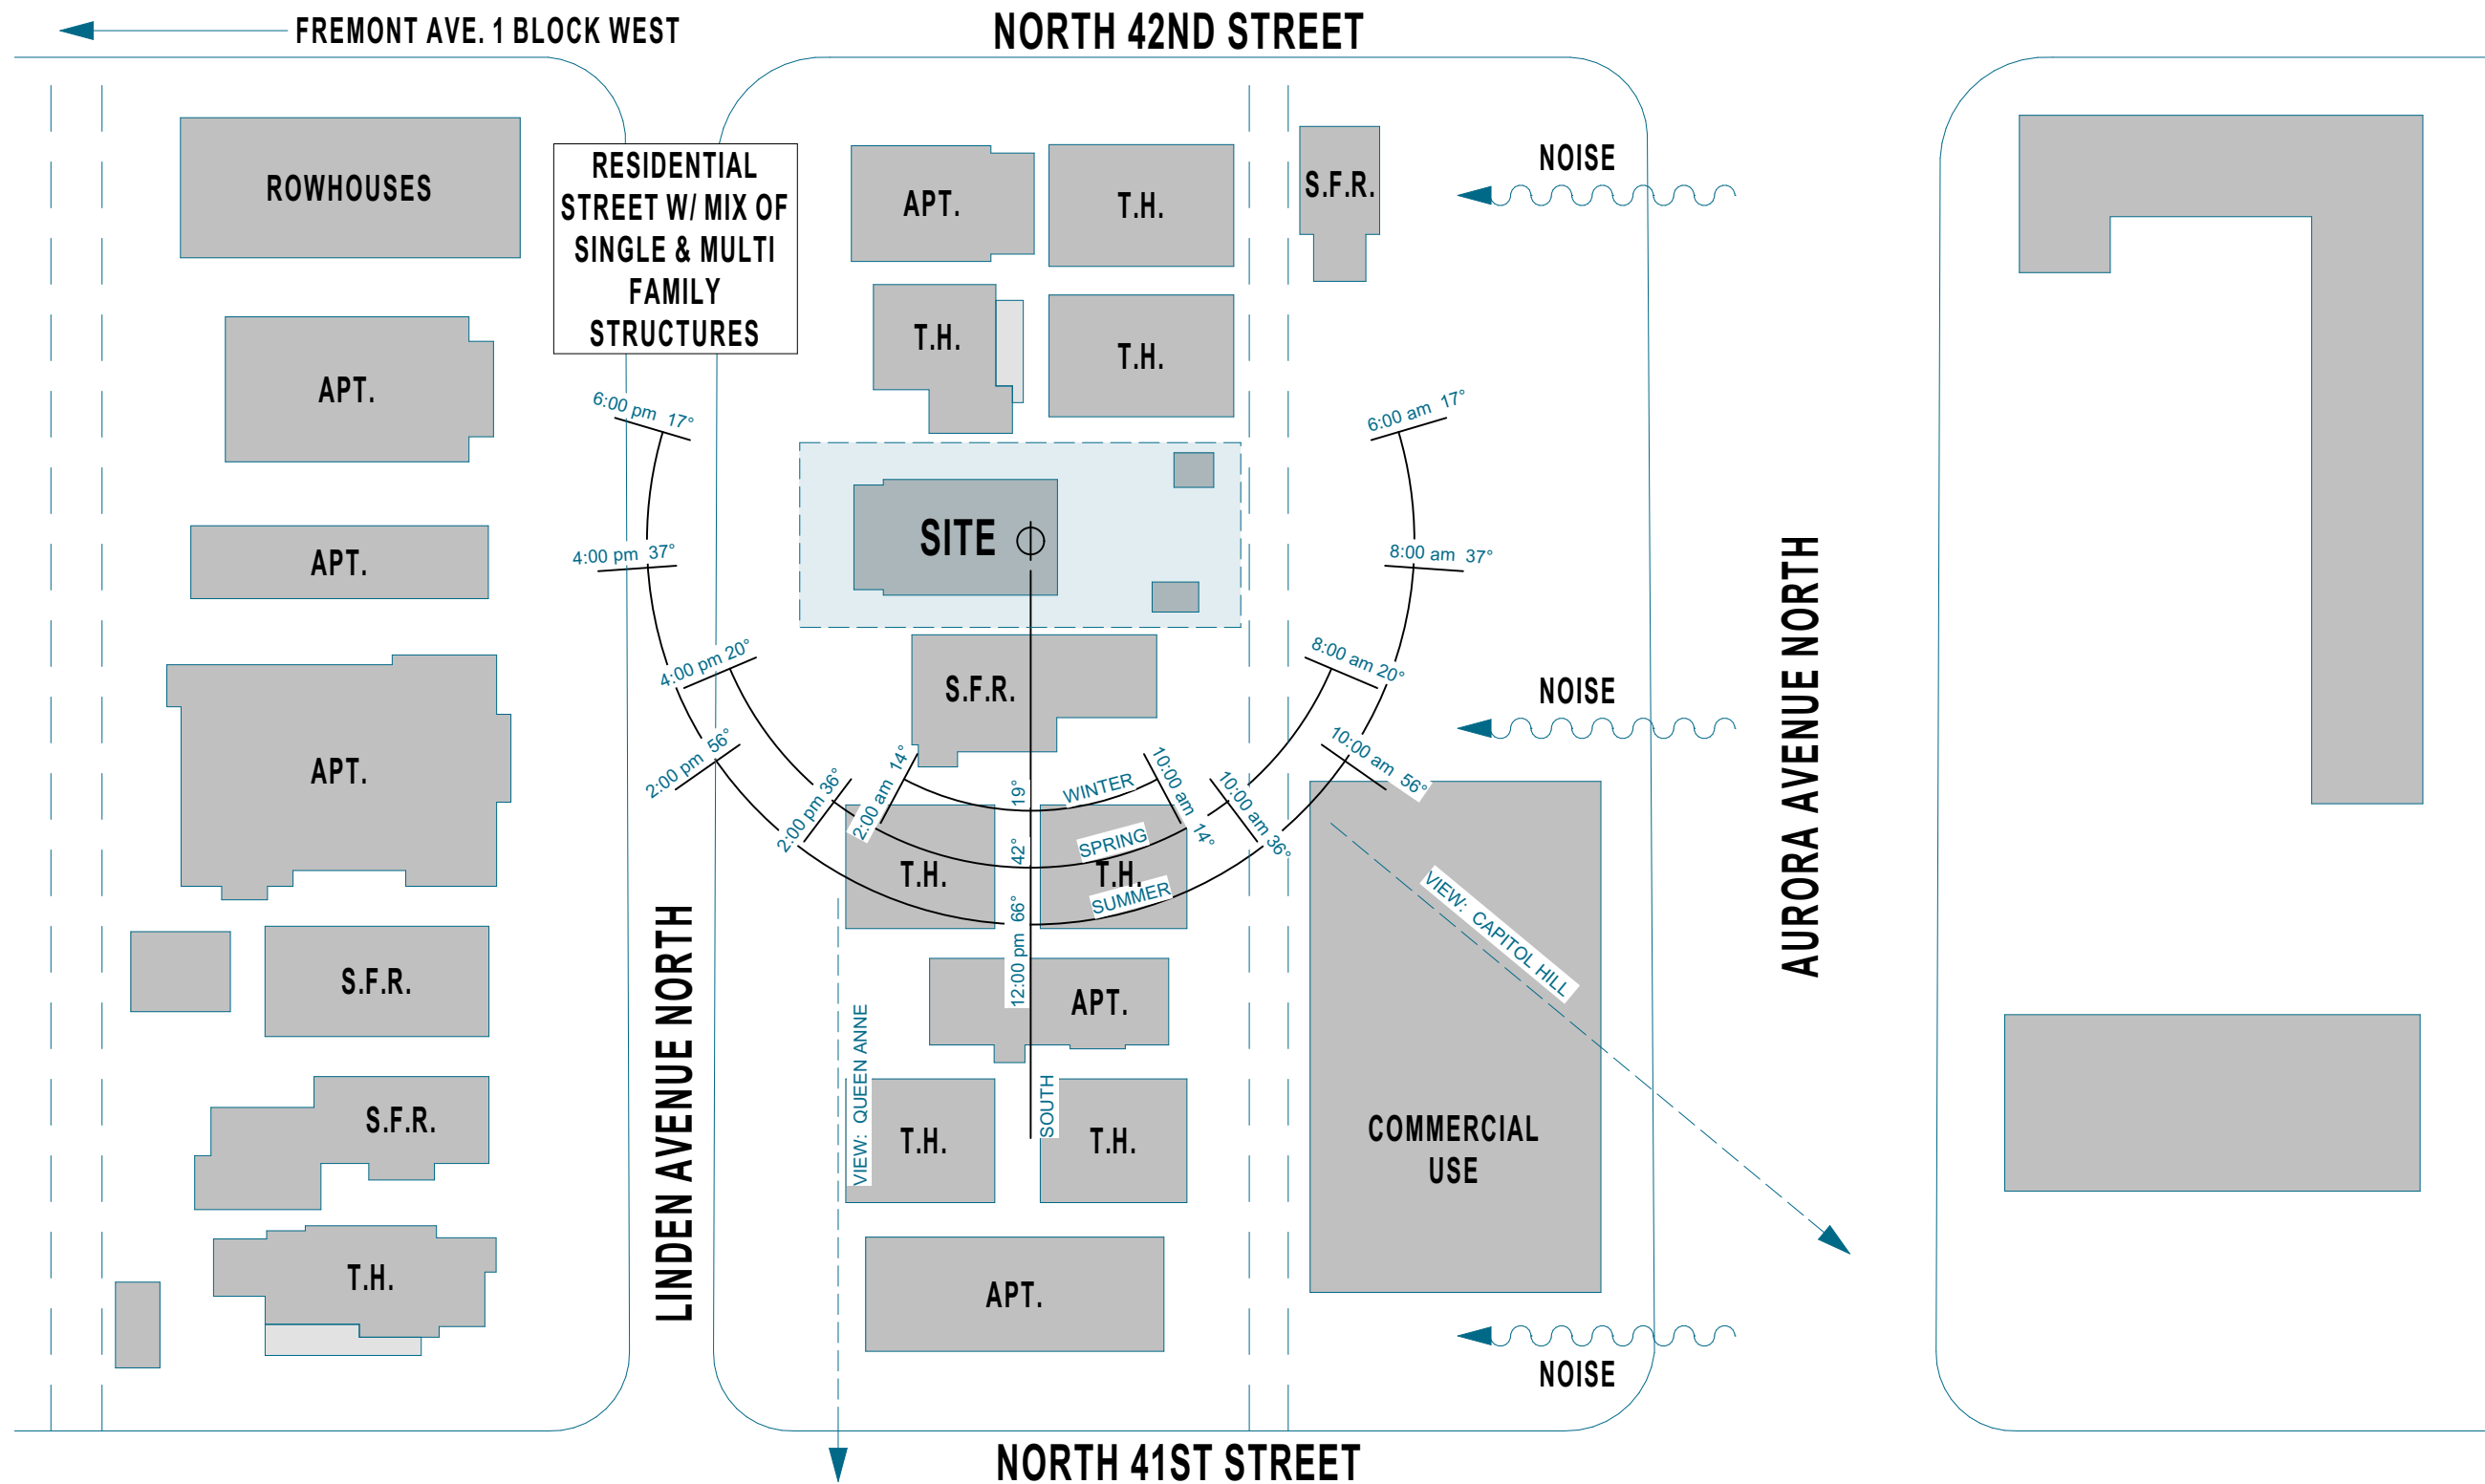 FREMONT AVE. 1 BLOCK WEST
NORTH 42ND STREET
ROWHOUSES
RESIDENTIAL
STREET W/ MIX OF
SINGLE & MULTI
FAMILY
STRUCTURES
APT.
T.H.
S.F.R.
NOISE
T.H.
T.H.
APT.
6:00 pm 17°
6:00 am 17°
SITE
APT.
4:00 pm 37°
8:00 am 37°
4:00 pm 20°
8:00 am 20°
S.F.R.
NOISE
AURORA AVENUE NORTH
APT.
2:00 pm 56°
2:00 pm 36°
2:00 am 14°
19°
WINTER
10:00 am 14°
10:00 am 36°
10:00 am 56°
42°
SPRING
T.H.
T.H.
SUMMER
12:00 pm 66°
VIEW: CAPITOL HILL
S.F.R.
APT.
LINDEN AVENUE NORTH
VIEW: QUEEN ANNE
SOUTH
S.F.R.
T.H.
T.H.
COMMERCIAL
USE
T.H.
APT.
NOISE
NORTH 41ST STREET